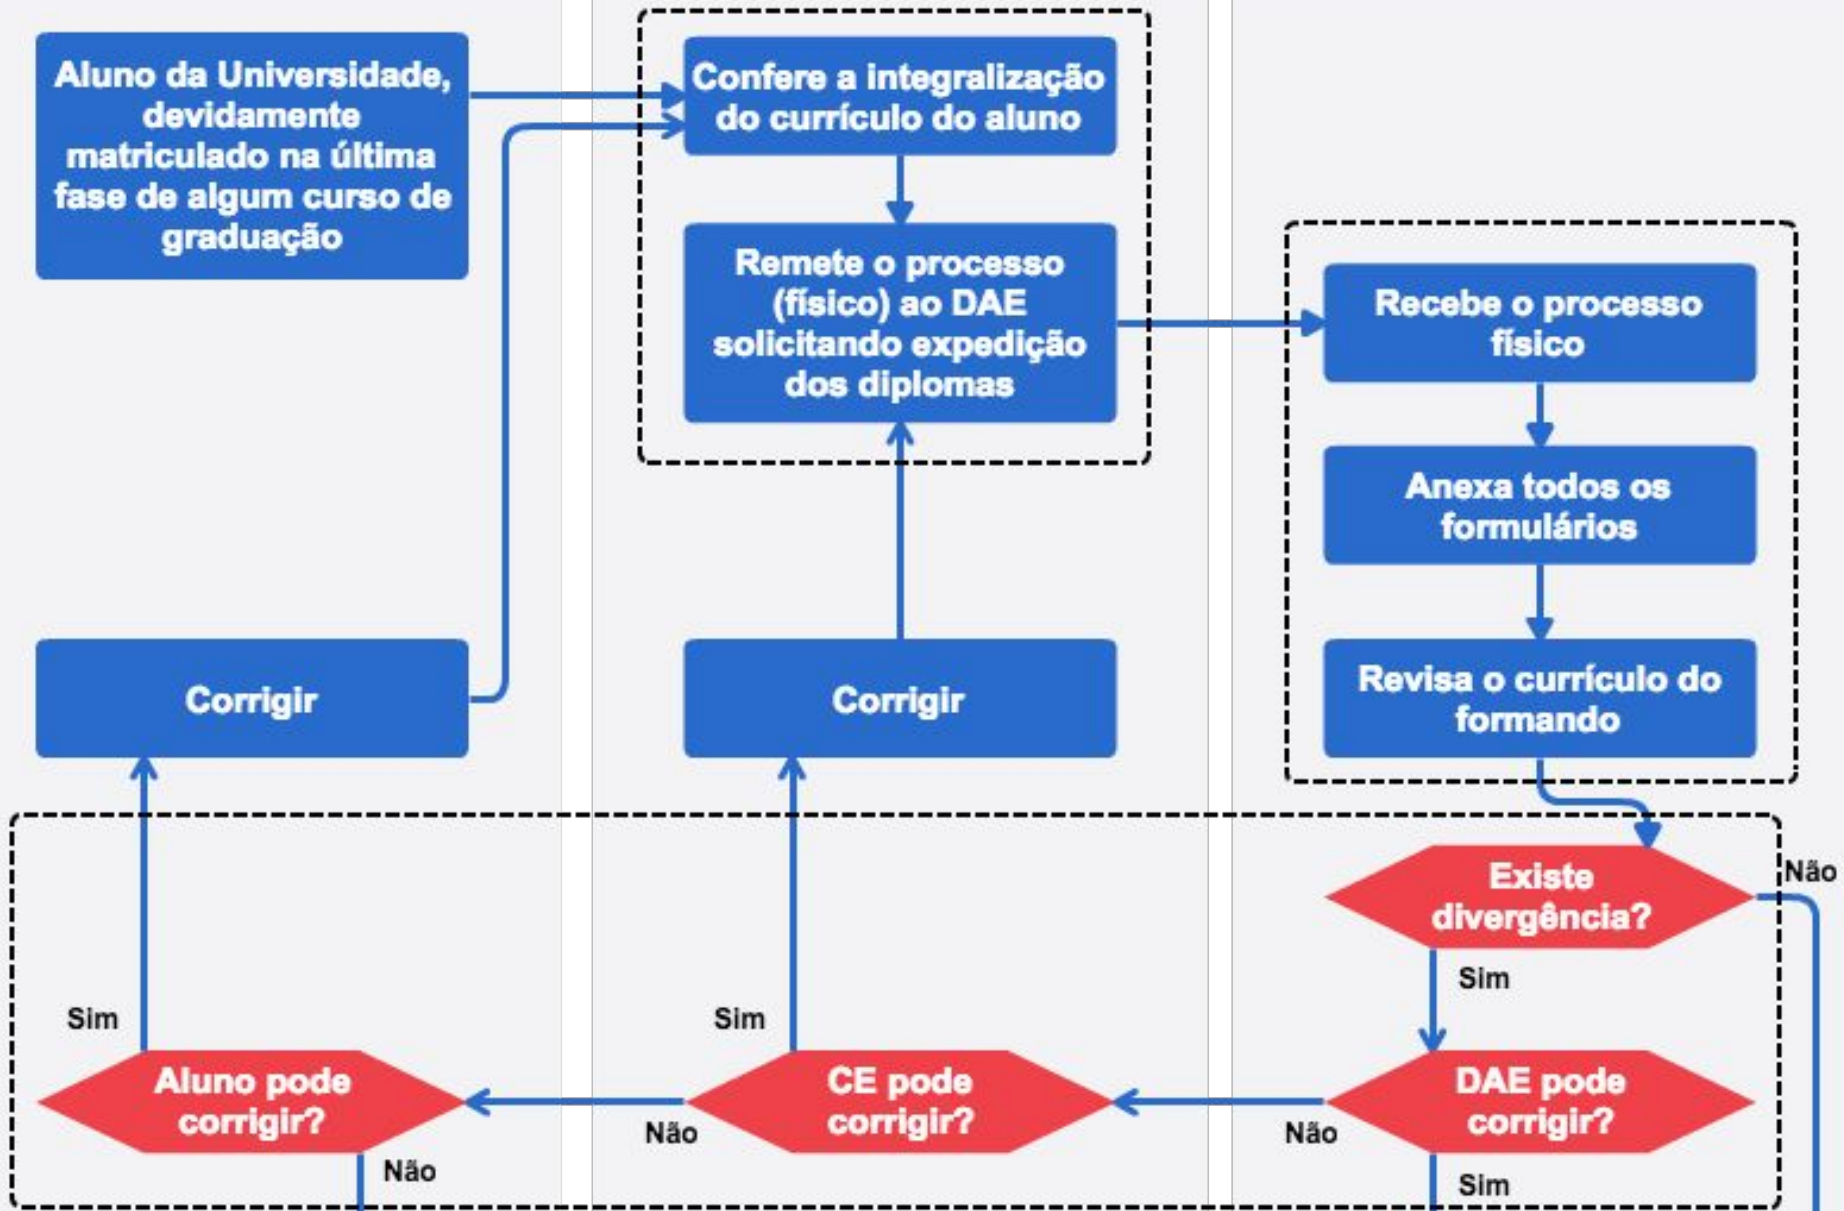 Aluno da Universidade,
devidamente
matriculado na última
fase de algum curso de
graduação
Confere a integralização
do currículo do aluno
Remete o processo
(físico) ao DAE
solicitando expedição
dos diplomas
Recebe o processo
físico
Anexa todos os
formulários
Revisa o currículo do
formando
Corrigir
Corrigir
Existe
divergência?
Não
Sim
Sim
Sim
Aluno pode
corrigir?
CE pode
corrigir?
DAE pode
corrigir?
Não
Não
Não
Sim